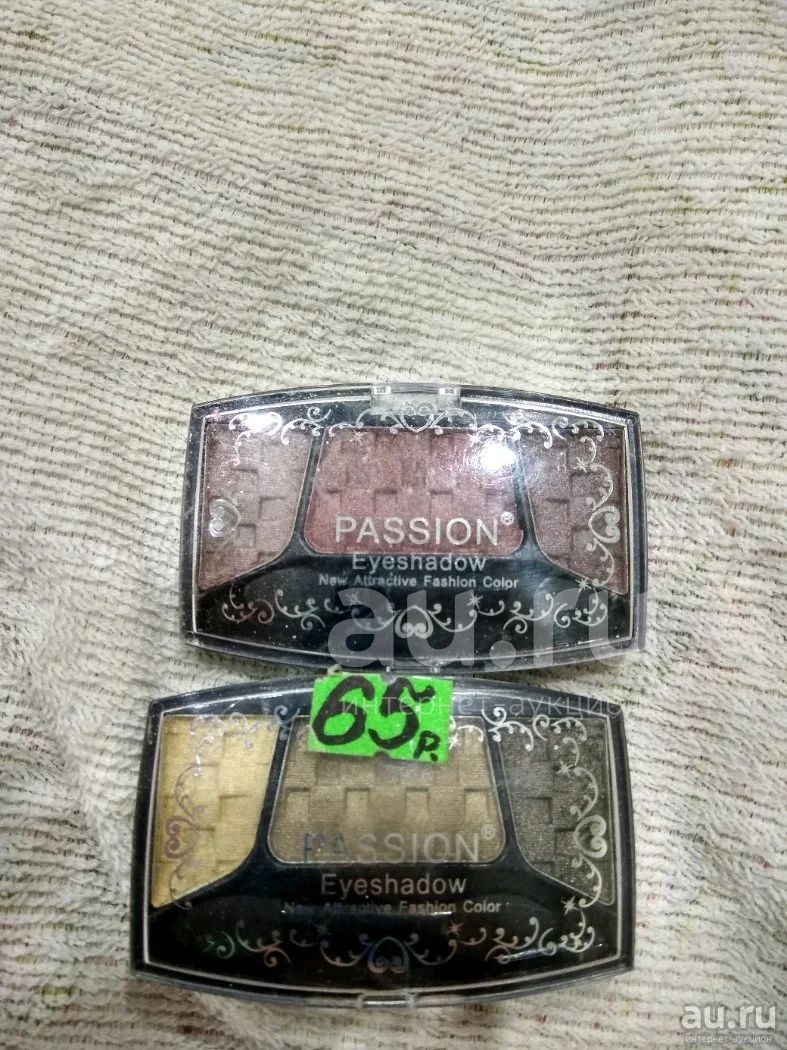 PASSION®
Eyeshadow
New Attractive Fashion Color
au.ru
интернет-аукцион
65р.
PASSION®
Eyeshadow
New Attractive Fashion Color
au.ru
интернет-аукцион